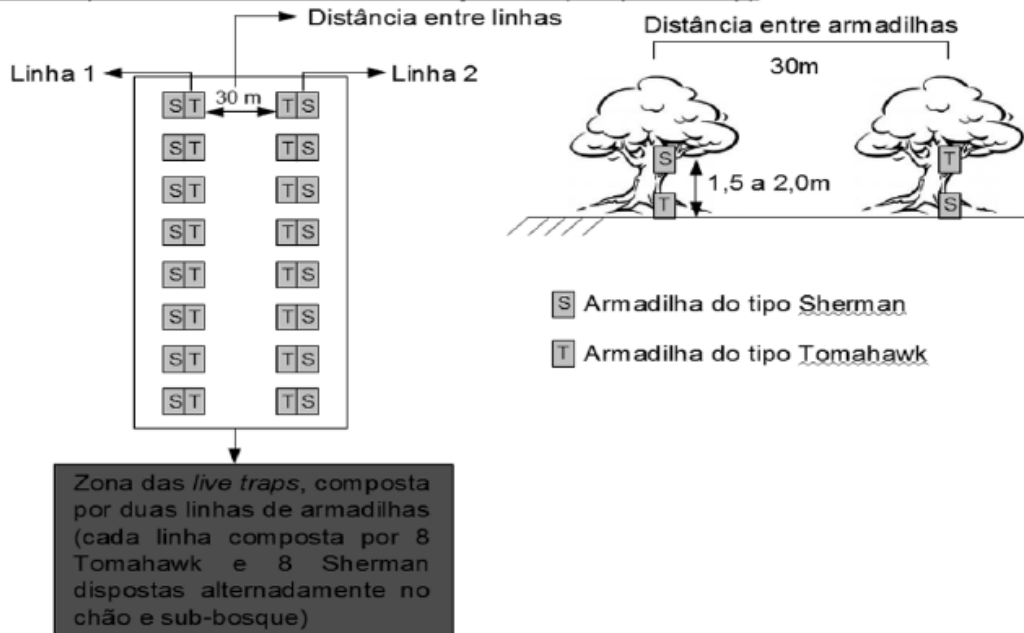 Distância entre linhas
Linha 1
Linha 2
30 m
S T T S
S T T S
S T T S
S T T S
S T T S
S T T S
S T T S
S T T S
Zona das live traps, composta
por duas linhas de armadilhas
(cada linha composta por 8
Tomahawk e 8 Sherman
dispostas alternadamente no
chão e sub-bosque)
Distância entre armadilhas
30m
S
T
1,5 a 2,0m
T
S
S Armadilha do tipo Sherman
T Armadilha do tipo Tomahawk